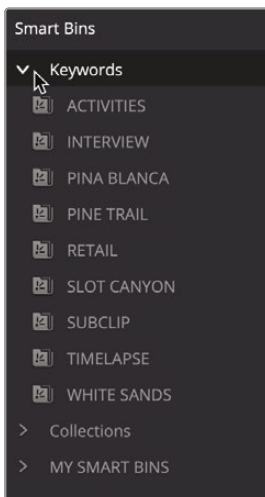 Smart Bins
Keywords
ACTIVITIES
INTERVIEW
PINA BLANCA
PINE TRAIL
RETAIL
SLOT CANYON
SUBCLIP
TIMELAPSE
WHITE SANDS
Collections
MY SMART BINS